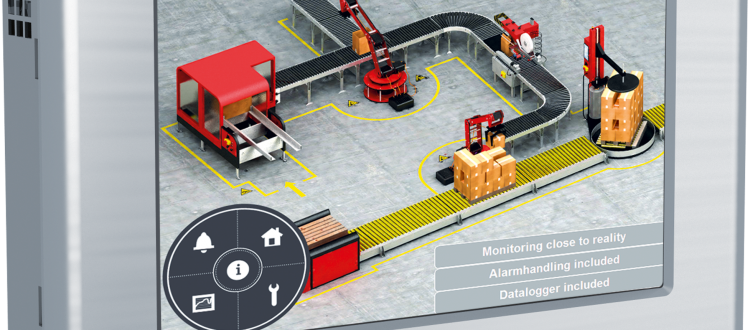 i
Monitoring close to reality
Alarmhandling included
Datalogger included